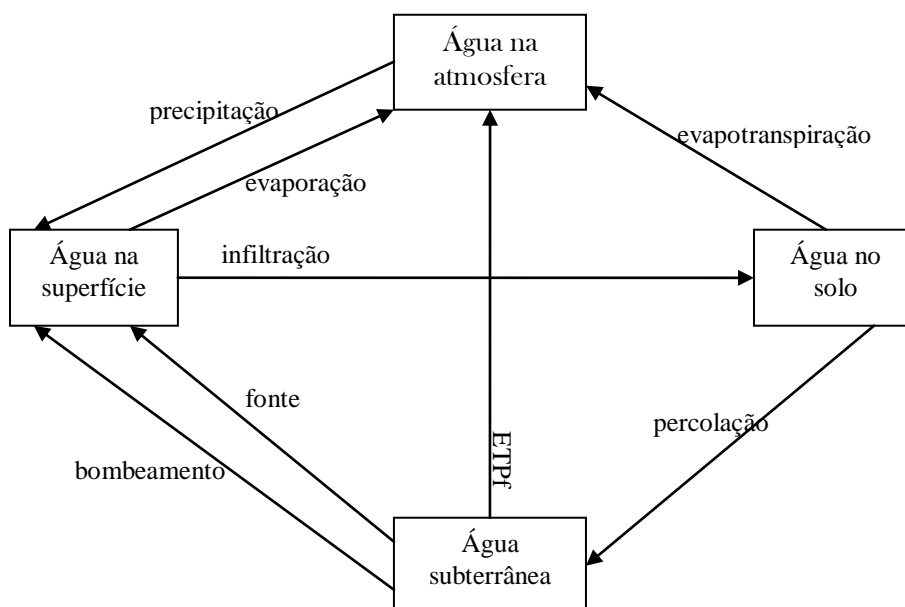 Água na
atmosfera
precipitação
evapotranspiração
evaporação
Água na
superfície
infiltração
Água no
solo
fonte
percolação
bombeamento
ETPf
Água
subterrânea